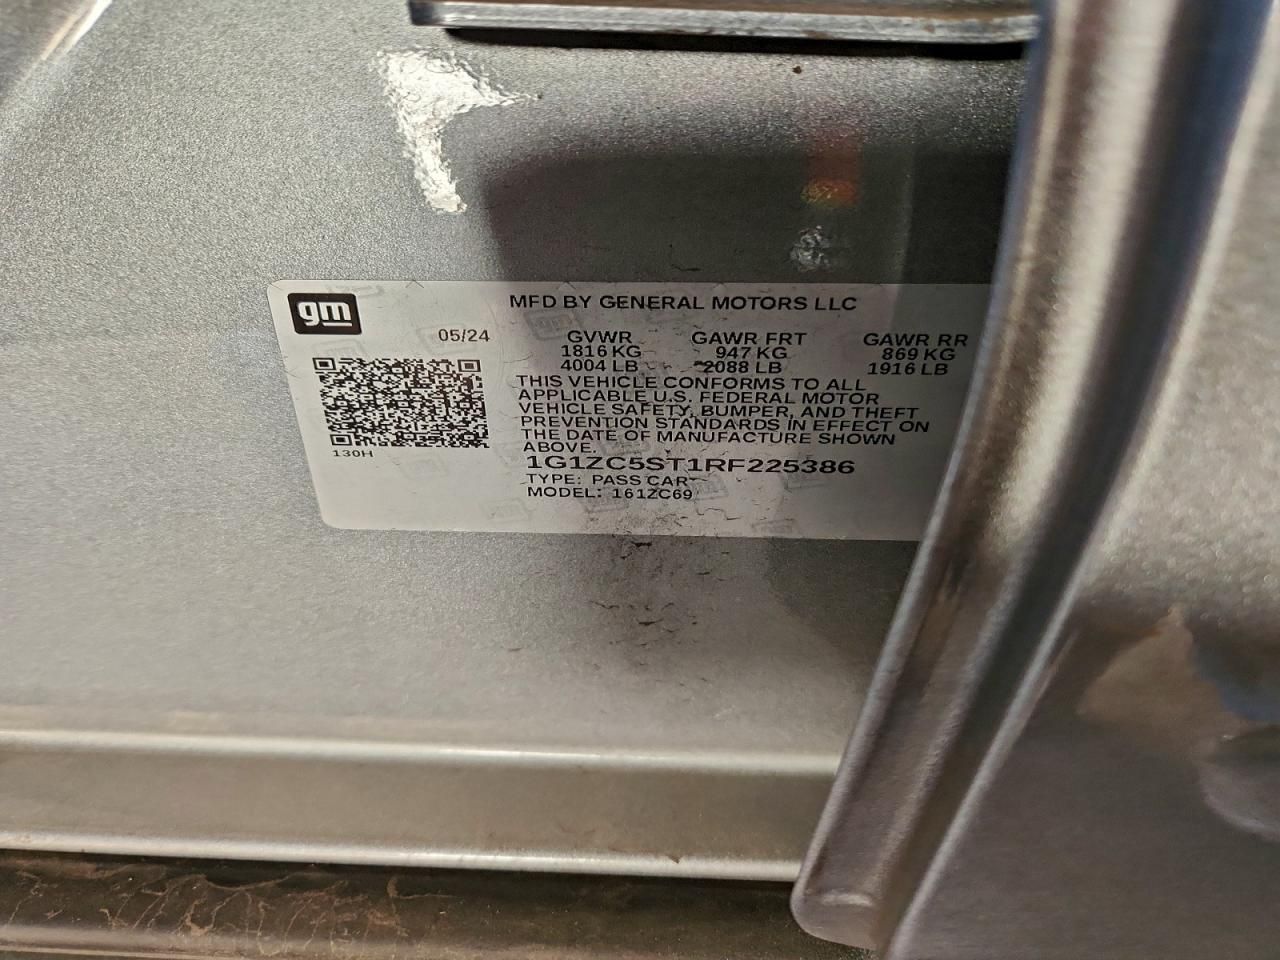 gm
MFD BY GENERAL MOTORS LLC
05/24
GVWR GAWR FRT GAWR RR
1816 KG 947 KG 869 KG
4004 LB 2088 LB 1916 LB
THIS VEHICLE CONFORMS TO ALL
APPLICABLE U.S. FEDERAL MOTOR
VEHICLE SAFETY, BUMPER, AND THEFT
PREVENTION STANDARDS IN EFFECT ON
THE DATE OF MANUFACTURE SHOWN
ABOVE.
130H
1G1ZC5ST1RF225386
TYPE: PASS CAR
MODEL: 161ZC69